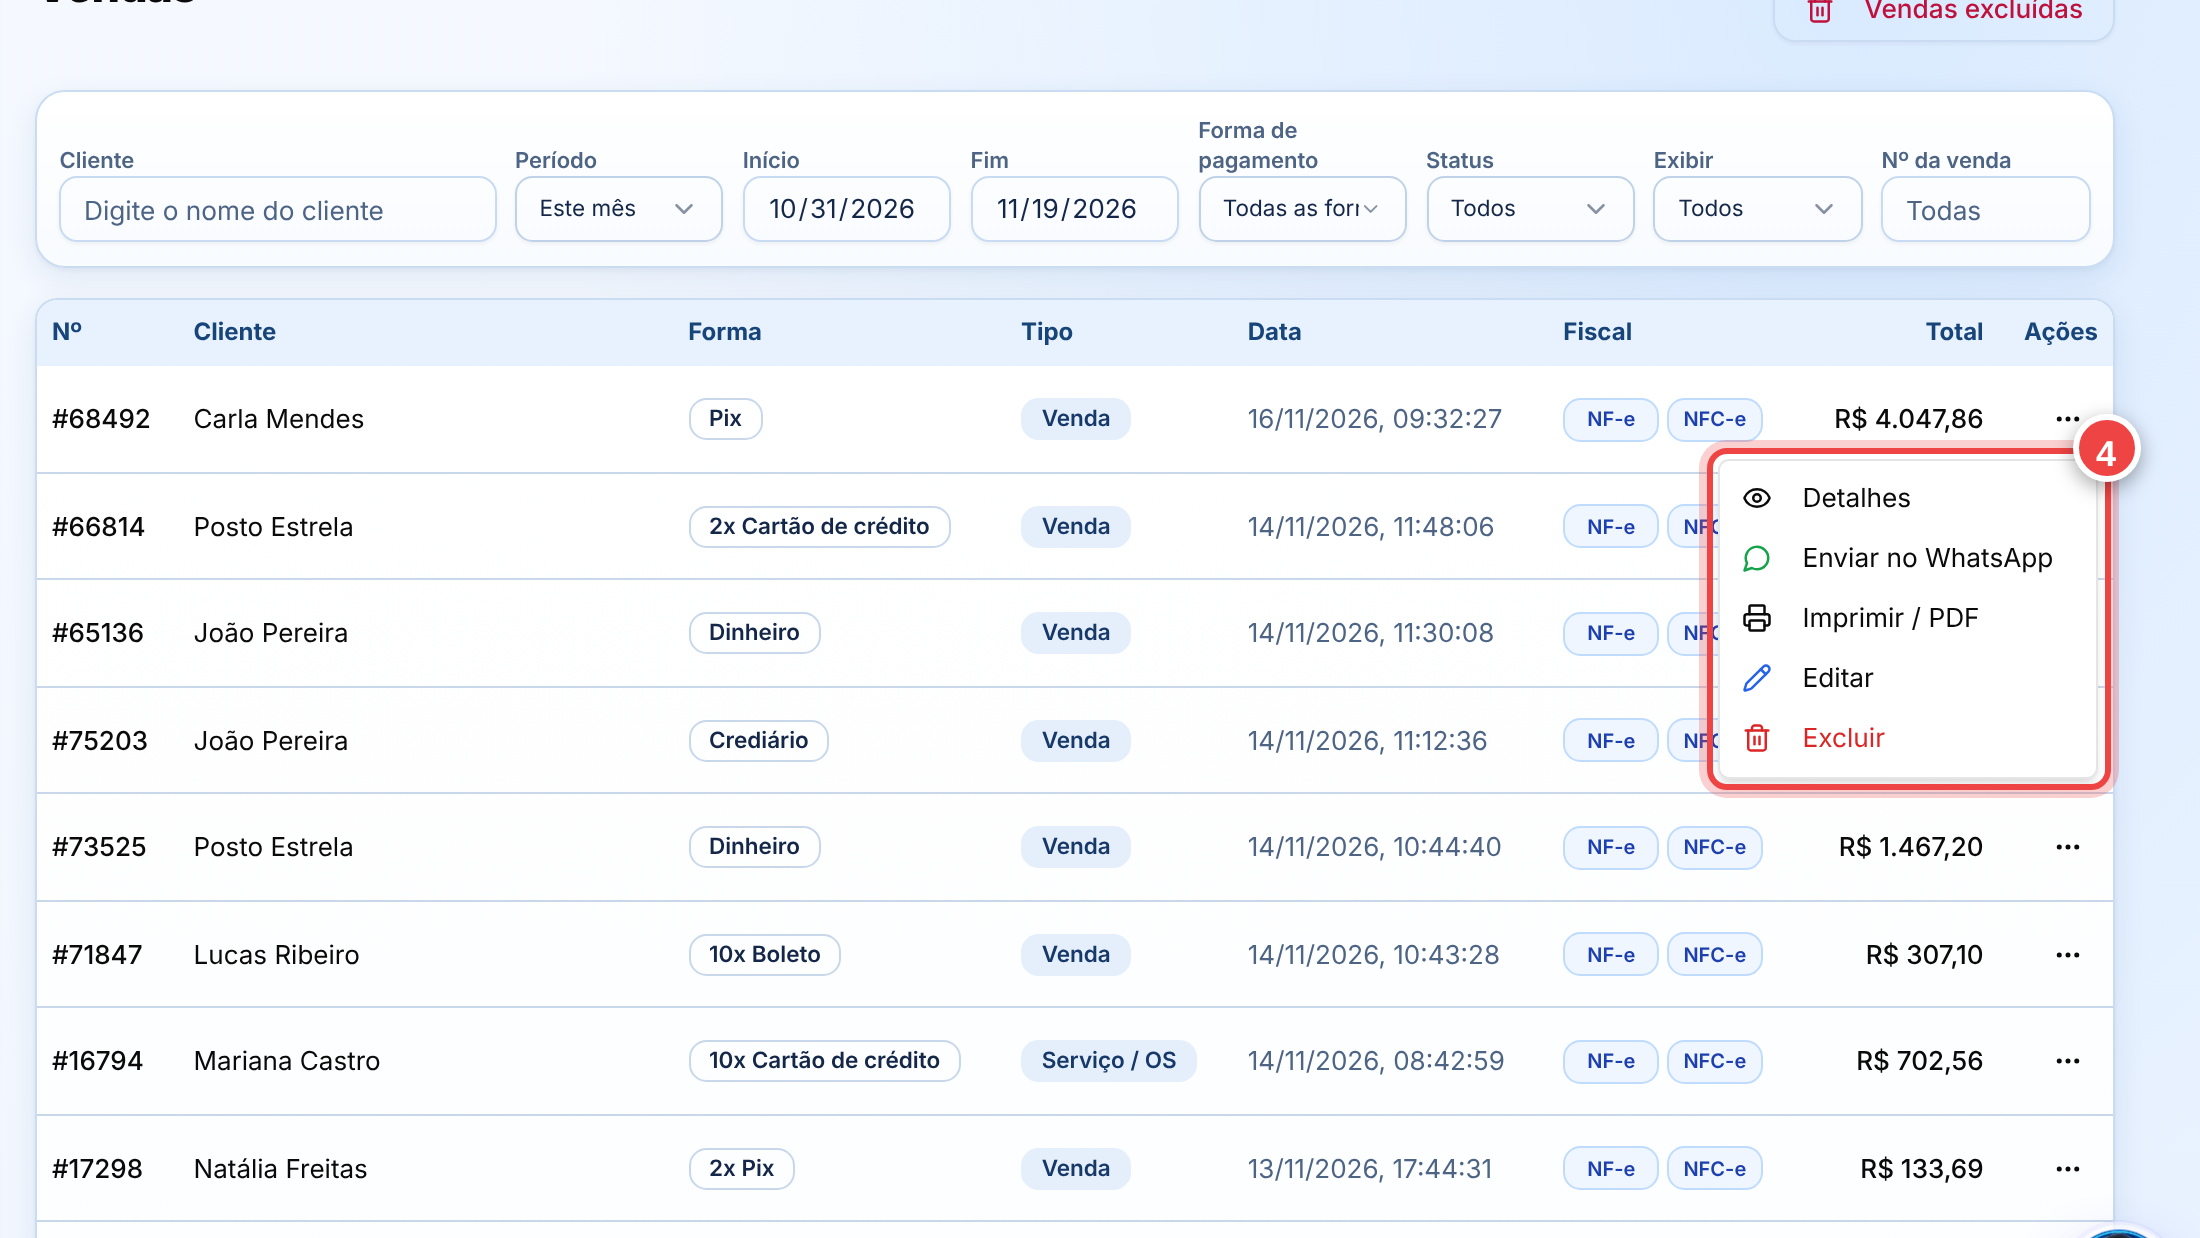 Vendas excluídas
Cliente
Período
Início
Fim
Forma de
pagamento
Status
Exibir
Nº da venda
Digite o nome do cliente
Este mês
10/31/2026
11/19/2026
Todas as
Todos
Todos
Todas
Nº Cliente Forma Tipo Data Fiscal Total Ações
#68492 Carla Mendes Pix Venda 16/11/2026, 09:32:27 NF-e NFC-e R$ 4.047,86
4
#66814 Posto Estrela 2x Cartão de crédito Venda 14/11/2026, 11:48:06 NF-e
#65136 João Pereira Dinheiro Venda 14/11/2026, 11:30:08 NF-e
#75203 João Pereira Crediário Venda 14/11/2026, 11:12:36 NF-e
Detalhes
Enviar no WhatsApp
Imprimir / PDF
Editar
Excluir
#73525 Posto Estrela Dinheiro Venda 14/11/2026, 10:44:40 NF-e NFC-e R$ 1.467,20
#71847 Lucas Ribeiro 10x Boleto Venda 14/11/2026, 10:43:28 NF-e NFC-e R$ 307,10
#16794 Mariana Castro 10x Cartão de crédito Serviço / OS 14/11/2026, 08:42:59 NF-e NFC-e R$ 702,56
#17298 Natália Freitas 2x Pix Venda 13/11/2026, 17:44:31 NF-e NFC-e R$ 133,69